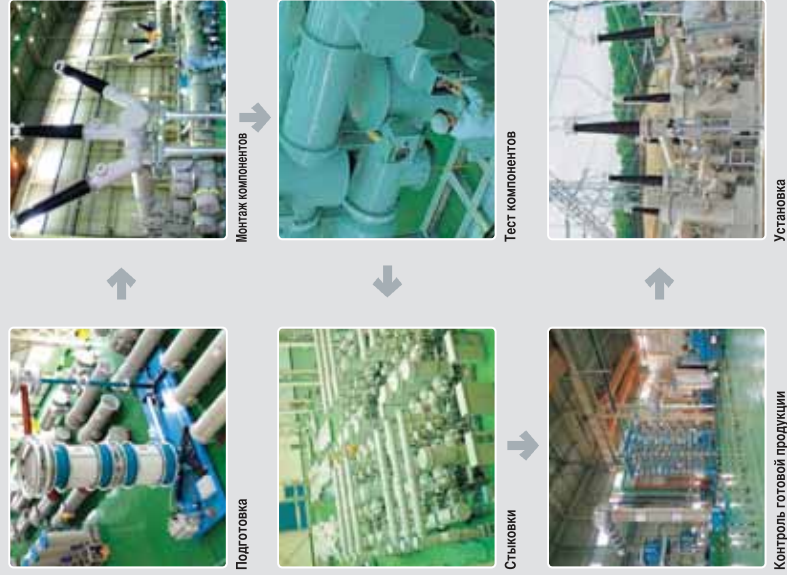 Подготовка
Монтаж компонентов
Тест компонентов
Стыковки
Контроль готовой продукции
Установка